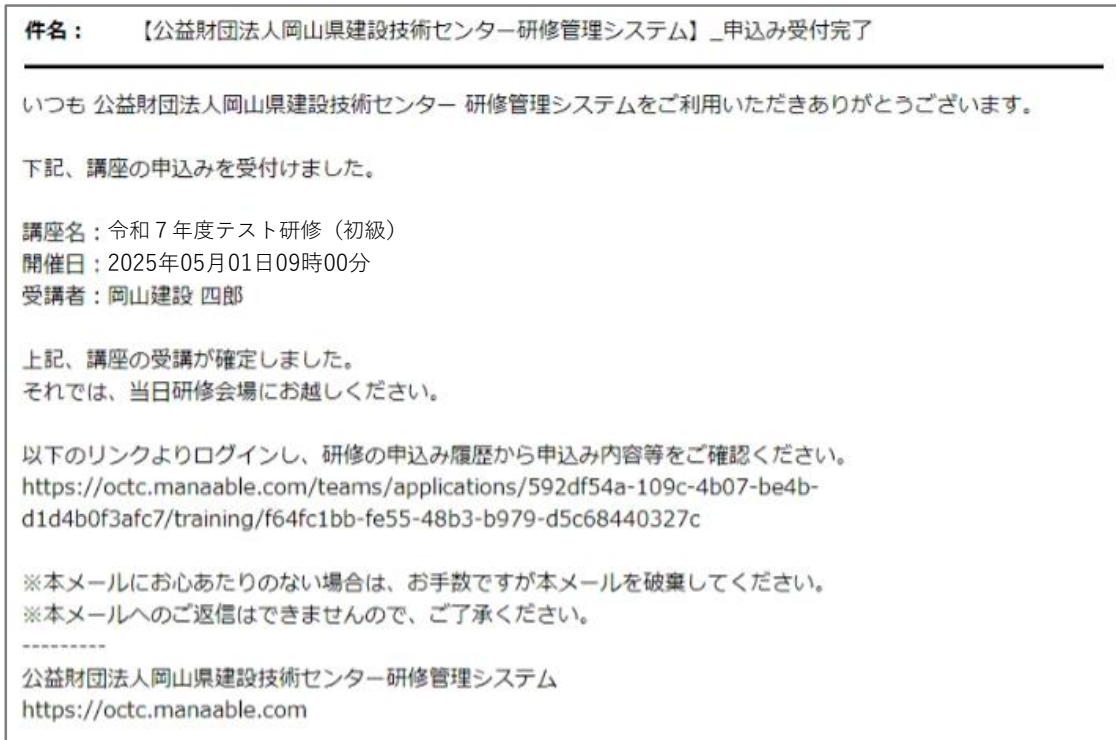 件名： 【公益財団法人岡山県建設技術センター研修管理システム】_申込み受付完了
いつも 公益財団法人岡山県建設技術センター 研修管理システムをご利用いただきありがとうございます。
下記、講座の申込みを受付けました。
講座名：令和７年度テスト研修（初級）
開催日：2025年05月01日09時00分
受講者：岡山建設 四郎
上記、講座の受講が確定しました。
それでは、当日研修会場にお越しください。
以下のリンクよりログインし、研修の申込み履歴から申込み内容等をご確認ください。
https://octc.manaable.com/teams/applications/592df54a-109c-4b07-be4b-
d1d4b0f3afc7/training/f64fc1bb-fe55-48b3-b979-d5c68440327c
※本メールにお心あたりのない場合は、お手数ですが本メールを破棄してください。
※本メールへのご返信はできませんので、ご了承ください。
---------
公益財団法人岡山県建設技術センター研修管理システム
https://octc.manaable.com